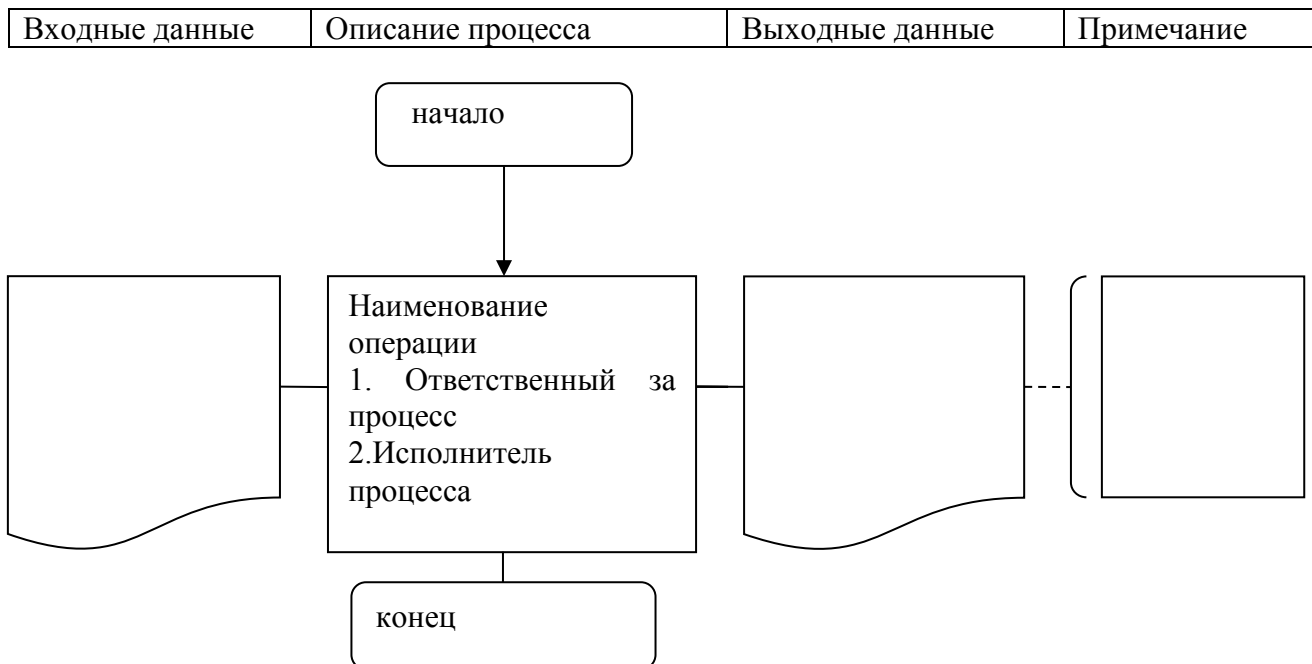 Входные данные Описание процесса Выходные данные Примечание
начало
Наименование
операции
1. Ответственный за
процесс
2.Исполнитель
процесса
конец